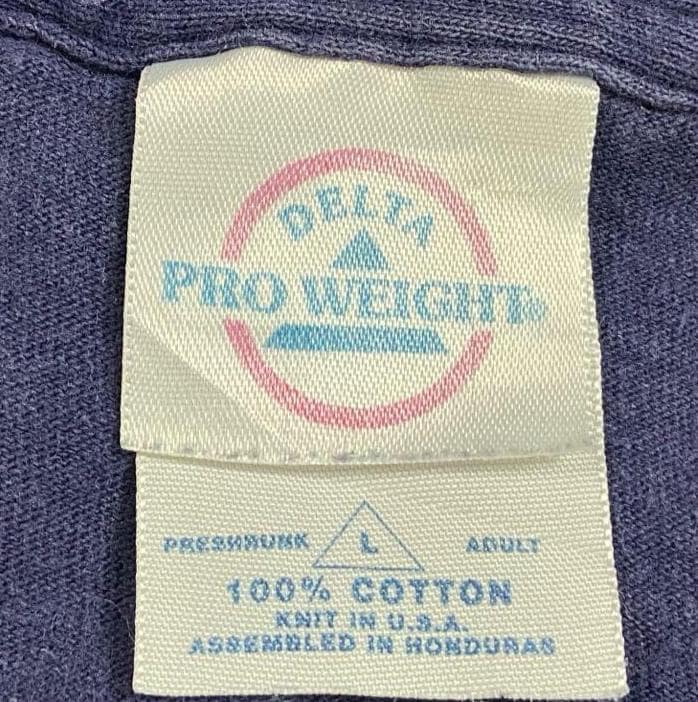 DELTA
PRO WEIGHT®
PRESHRUNK L ADULT
100% COTTON
KNIT IN U.S.A.
ASSEMBLED IN HONDURAS